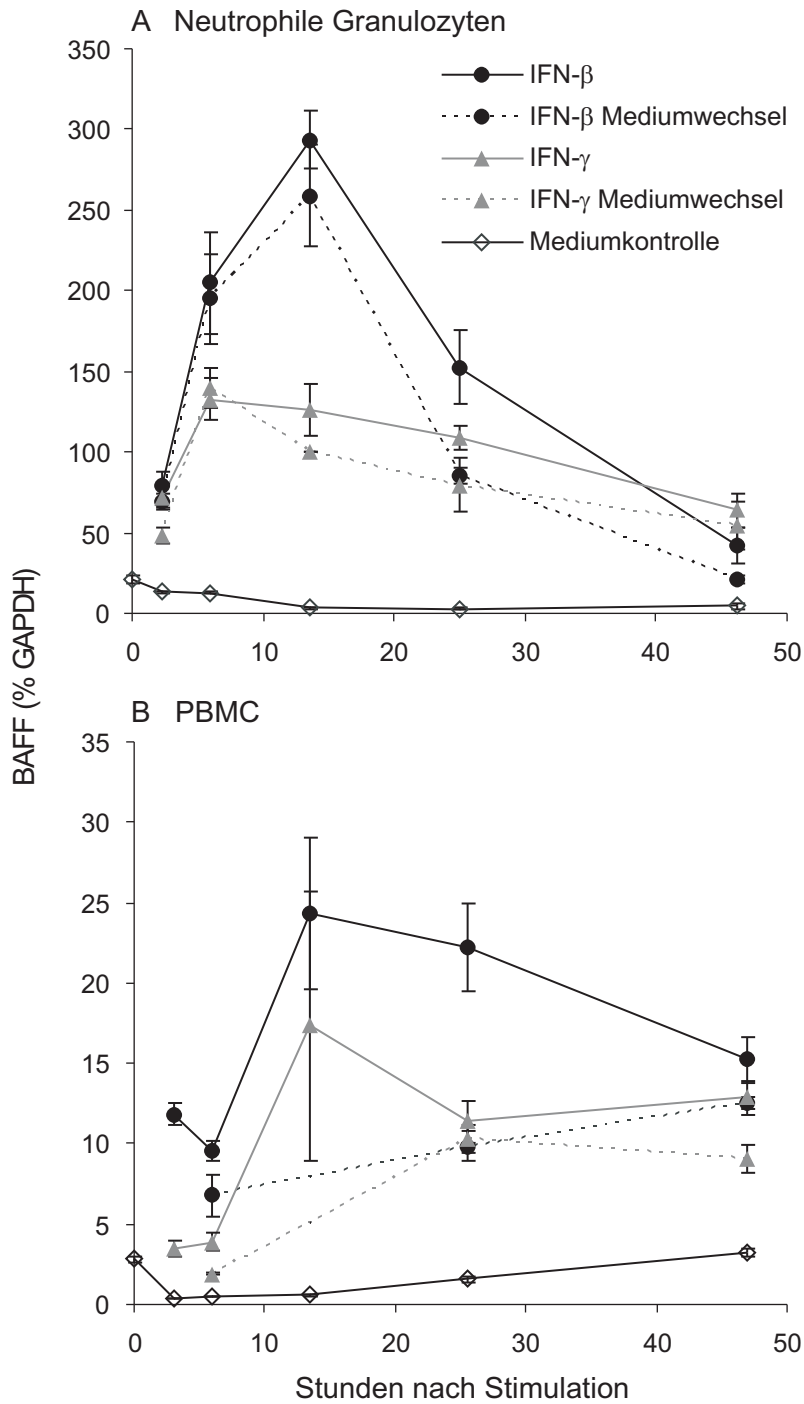 A Neutrophile Granulozyten
350
300
250
200
150
100
50
0
IFN-β
IFN-β Mediumwechsel
IFN-γ
IFN-γ Mediumwechsel
Mediumkontrolle
0 10 20 30 40 50
BAFF (% GAPDH)
B PBMC
35
30
25
20
15
10
5
0
0 10 20 30 40 50
Stunden nach Stimulation